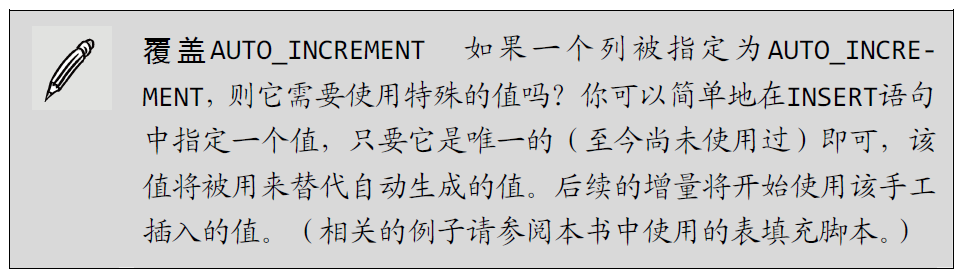 覆盖AUTO_INCREMENT 如果一个列被指定为AUTO_INCRE-
MENT，则它需要使用特殊的值吗？你可以简单地在INSERT语句
中指定一个值，只要它是唯一的（至今尚未使用过）即可，该
值将被用来替代自动生成的值。后续的增量将开始使用该手工
插入的值。（相关的例子请参阅本书中使用的表填充脚本。）